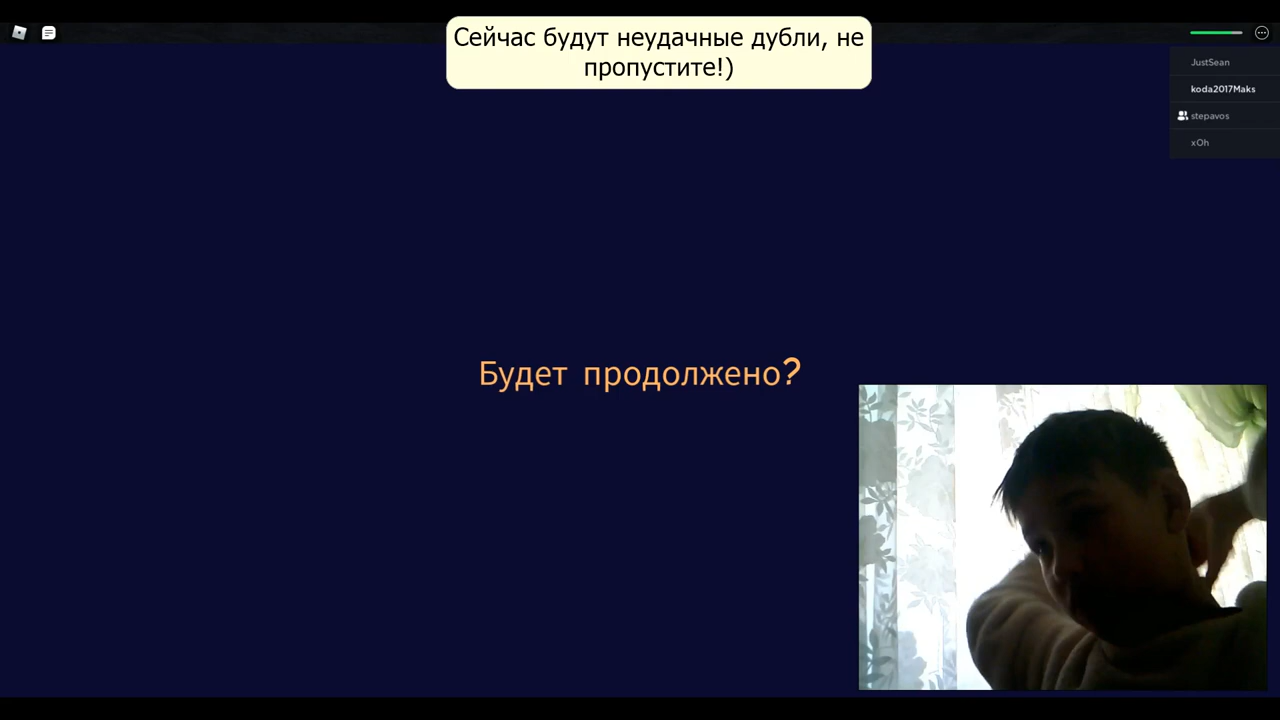 Сейчас будут неудачные дубли, не
пропустите!)
JustSean
koda2017Maks
stepavos
xOh
Будет продолжено?